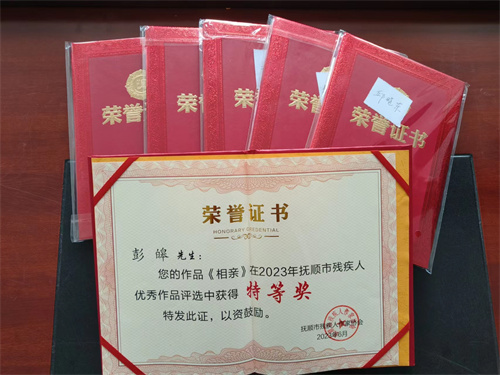 荣誉证书
荣誉证书
荣誉证书
荣誉证书
荣誉证书
荣誉证书
HONORARY CREDENTIAL
彭皞 先生：
您的作品《相亲》在2023年抚顺市残疾人
优秀作品评选中获得 特等奖
特发此证，以资鼓励。